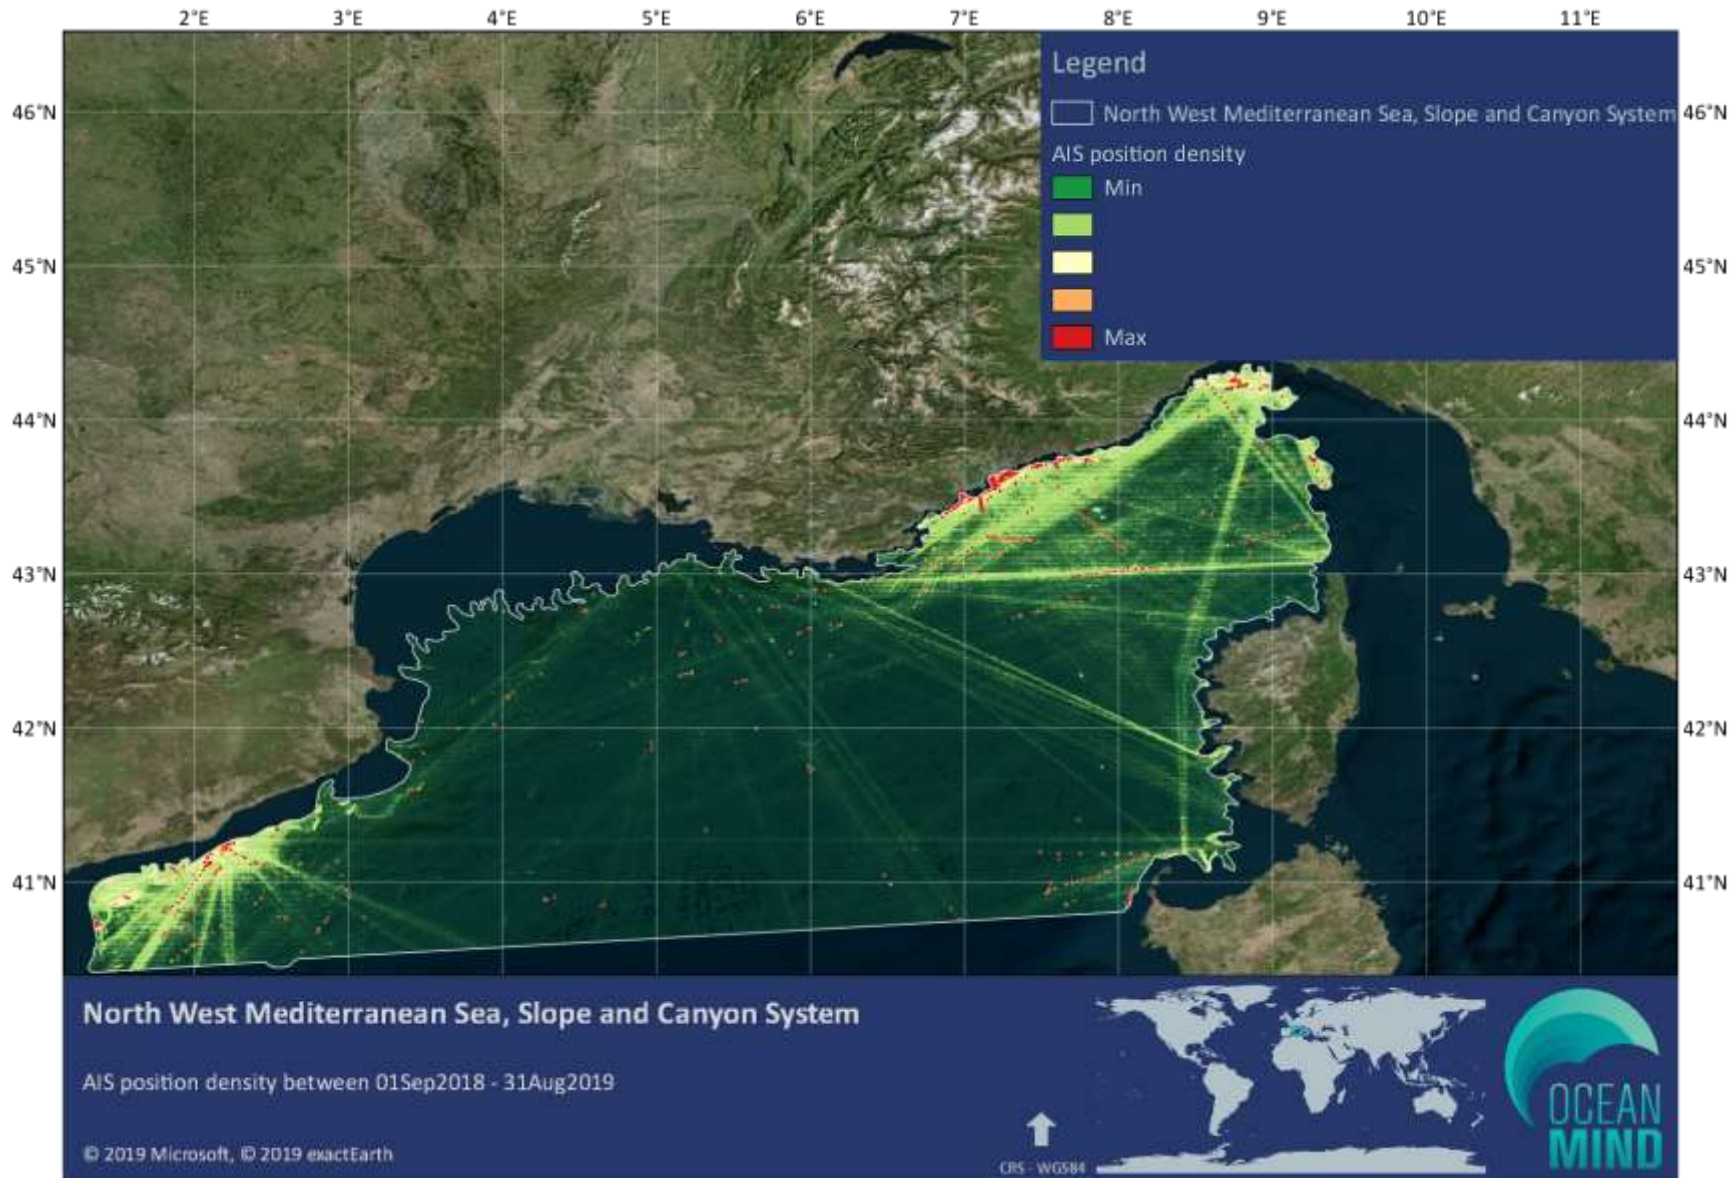 2°E 3°E 4°E 5°E 6°E 7°E 8°E 9°E 10°E 11°E
Legend
North West Mediterranean Sea, Slope and Canyon System
AIS position density
Min
Max
46°N 46°N
45°N 45°N
44°N 44°N
43°N 43°N
42°N 42°N
41°N 41°N
North West Mediterranean Sea, Slope and Canyon System
AIS position density between 01Sep2018 - 31Aug2019
© 2019 Microsoft, © 2019 exactEarth
CRS - WGS84
OCEAN
MIND